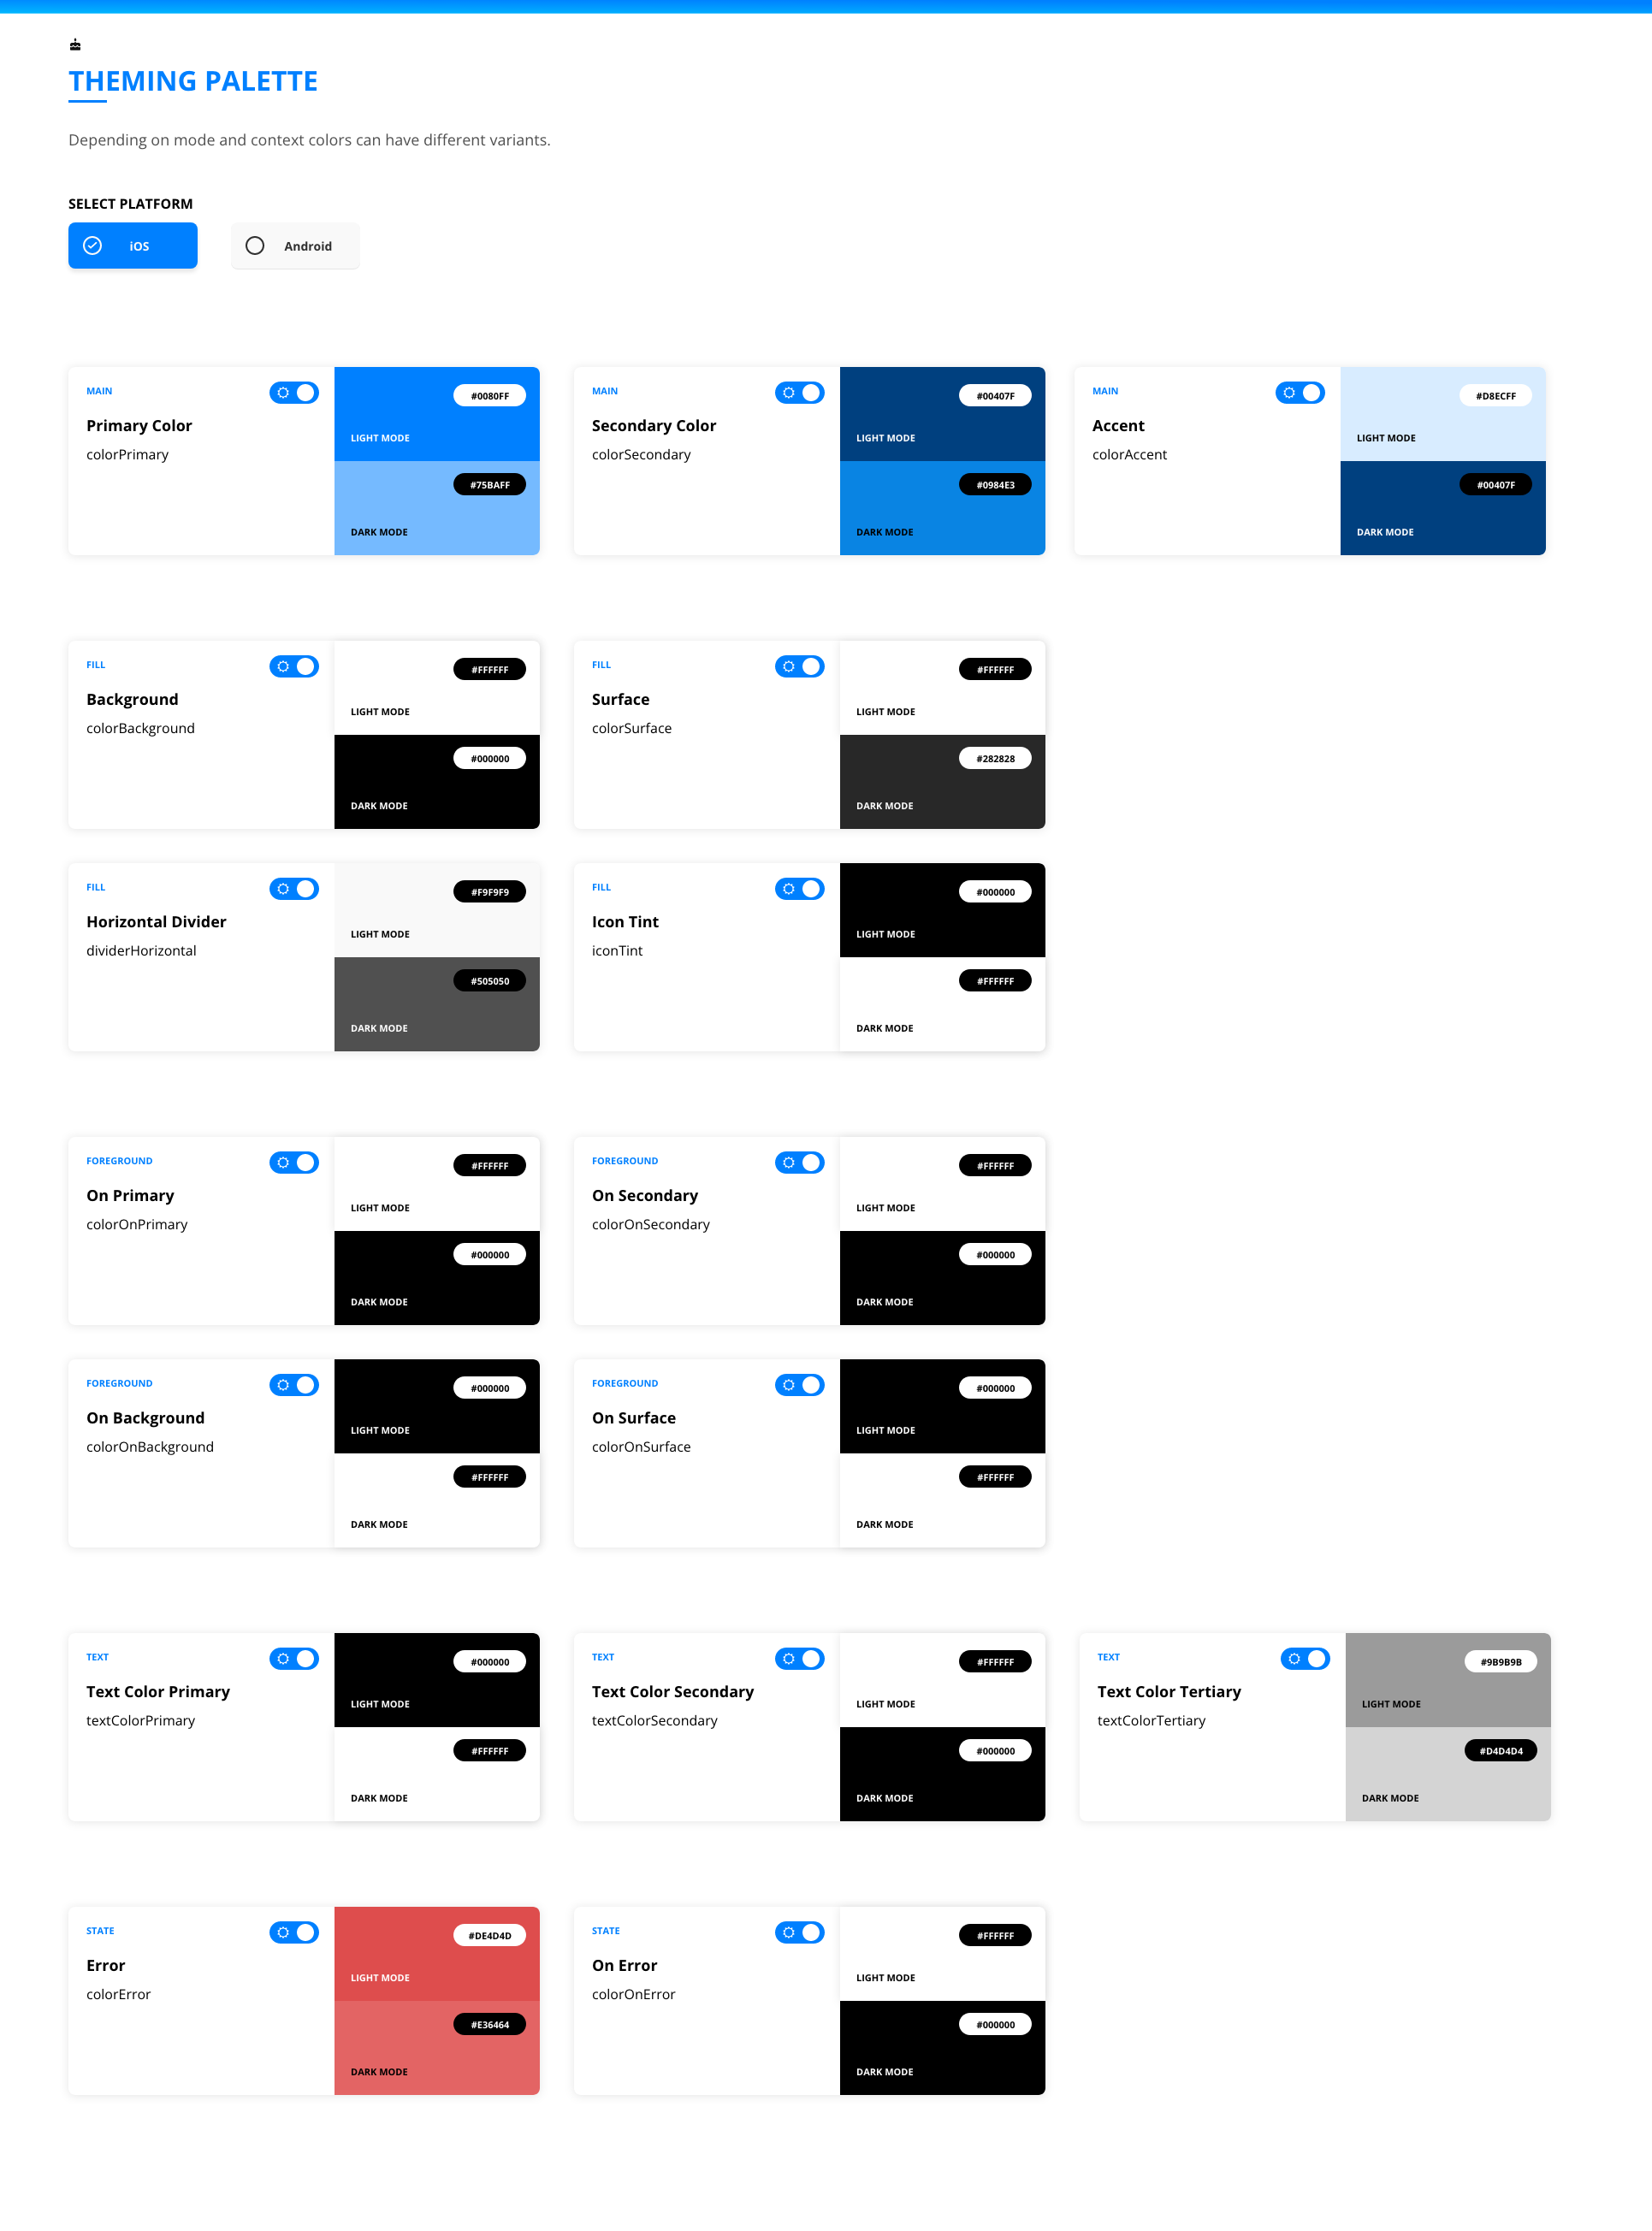 THEMING PALETTE
Depending on mode and context colors can have different variants.
SELECT PLATFORM
iOS
Android
MAIN
Primary Color
colorPrimary
#0080FF
LIGHT MODE
#75BAFF
DARK MODE
MAIN
Secondary Color
colorSecondary
#00407F
LIGHT MODE
#0984E3
DARK MODE
MAIN
Accent
colorAccent
#D8ECFF
LIGHT MODE
#00407F
DARK MODE
FILL
Background
colorBackground
#FFFFFF
LIGHT MODE
#000000
DARK MODE
FILL
Surface
colorSurface
#FFFFFF
LIGHT MODE
#282828
DARK MODE
FILL
Horizontal Divider
dividerHorizontal
#F9F9F9
LIGHT MODE
#505050
DARK MODE
FILL
Icon Tint
iconTint
#000000
LIGHT MODE
#FFFFFF
DARK MODE
FOREGROUND
On Primary
colorOnPrimary
#FFFFFF
LIGHT MODE
#000000
DARK MODE
FOREGROUND
On Secondary
colorOnSecondary
#FFFFFF
LIGHT MODE
#000000
DARK MODE
FOREGROUND
On Background
colorOnBackground
#000000
LIGHT MODE
#FFFFFF
DARK MODE
FOREGROUND
On Surface
colorOnSurface
#000000
LIGHT MODE
#FFFFFF
DARK MODE
TEXT
Text Color Primary
textColorPrimary
#000000
LIGHT MODE
#FFFFFF
DARK MODE
TEXT
Text Color Secondary
textColorSecondary
#FFFFFF
LIGHT MODE
#000000
DARK MODE
TEXT
Text Color Tertiary
textColorTertiary
#9B9B9B
LIGHT MODE
#D4D4D4
DARK MODE
STATE
Error
colorError
#DE4D4D
LIGHT MODE
#E36464
DARK MODE
STATE
On Error
colorOnError
#FFFFFF
LIGHT MODE
#000000
DARK MODE